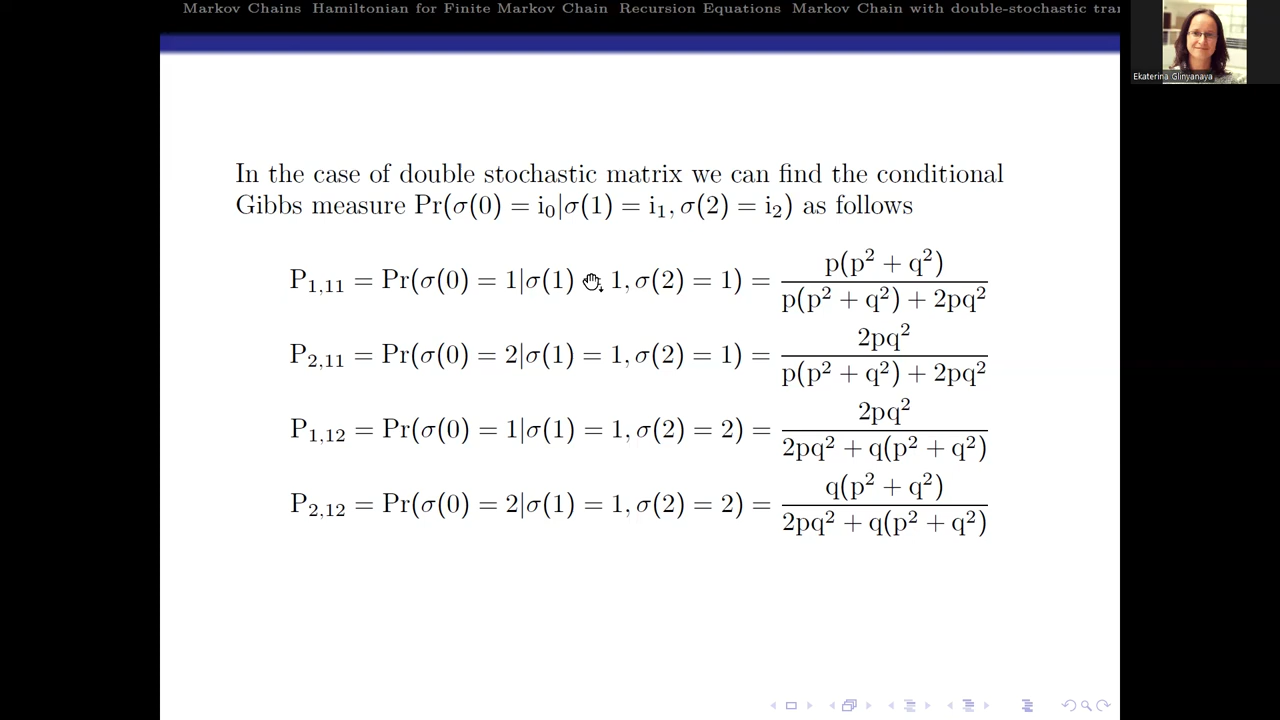 Markov Chains Hamiltonian for Finite Markov Chain Recursion Equations Markov Chain with double-stochastic tran
Ekaterina Glinyanaya
In the case of double stochastic matrix we can find the conditional
Gibbs measure Pr(σ(0) = i₀|σ(1) = i₁, σ(2) = i₂) as follows
P₁,₁₁ = Pr(σ(0) = 1|σ(1) = 1, σ(2) = 1) = p(p² + q²) / p(p² + q²) + 2pq²
P₂,₁₁ = Pr(σ(0) = 2|σ(1) = 1, σ(2) = 1) = 2pq² / p(p² + q²) + 2pq²
P₁,₁₂ = Pr(σ(0) = 1|σ(1) = 1, σ(2) = 2) = 2pq² / 2pq² + q(p² + q²)
P₂,₁₂ = Pr(σ(0) = 2|σ(1) = 1, σ(2) = 2) = q(p² + q²) / 2pq² + q(p² + q²)